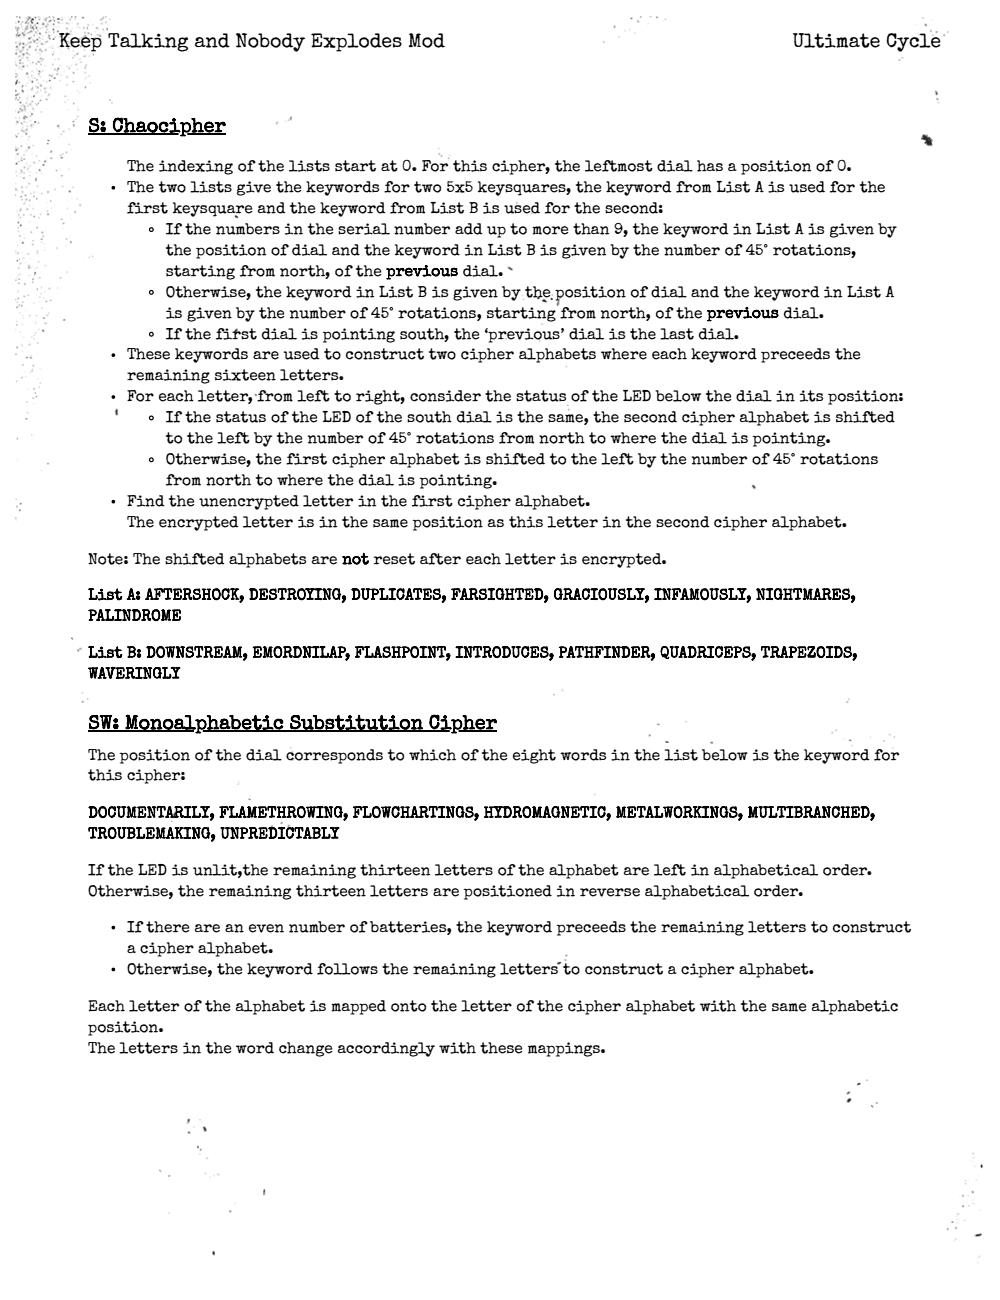 Keep Talking and Nobody Explodes Mod
Ultimate Cycle
S: Chaocipher
The indexing of the lists start at 0. For this cipher, the leftmost dial has a position of 0.
• The two lists give the keywords for two 5x5 keysquares, the keyword from List A is used for the
first keysquare and the keyword from List B is used for the second:
◦ If the numbers in the serial number add up to more than 9, the keyword in List A is given by
the position of dial and the keyword in List B is given by the number of 45° rotations,
starting from north, of the previous dial.
◦ Otherwise, the keyword in List B is given by the position of dial and the keyword in List A
is given by the number of 45° rotations, starting from north, of the previous dial.
◦ If the first dial is pointing south, the ‘previous’ dial is the last dial.
• These keywords are used to construct two cipher alphabets where each keyword preceeds the
remaining sixteen letters.
• For each letter, from left to right, consider the status of the LED below the dial in its position:
◦ If the status of the LED of the south dial is the same, the second cipher alphabet is shifted
to the left by the number of 45° rotations from north to where the dial is pointing.
◦ Otherwise, the first cipher alphabet is shifted to the left by the number of 45° rotations
from north to where the dial is pointing.
• Find the unencrypted letter in the first cipher alphabet.
The encrypted letter is in the same position as this letter in the second cipher alphabet.
Note: The shifted alphabets are not reset after each letter is encrypted.
List A: AFTERSHOCK, DESTROYING, DUPLICATES, FARSIGHTED, GRACIOUSLY, INFAMOUSLY, NIGHTMARES,
PALINDROME
List B: DOWNSTREAM, EMORDNILAP, FLASHPOINT, INTRODUCES, PATHFINDER, QUADRICEPS, TRAPEZOIDS,
WAVERINGLY
SW: Monoalphabetic Substitution Cipher
The position of the dial corresponds to which of the eight words in the list below is the keyword for
this cipher:
DOCUMENTARILY, FLAMETHROWING, FLOWCHARTINGS, HYDROMAGNETIC, METALWORKINGS, MULTIBRANCHED,
TROUBLEMAKING, UNPREDICTABLY
If the LED is unlit,the remaining thirteen letters of the alphabet are left in alphabetical order.
Otherwise, the remaining thirteen letters are positioned in reverse alphabetical order.
• If there are an even number of batteries, the keyword preceeds the remaining letters to construct
a cipher alphabet.
• Otherwise, the keyword follows the remaining letters to construct a cipher alphabet.
Each letter of the alphabet is mapped onto the letter of the cipher alphabet with the same alphabetic
position.
The letters in the word change accordingly with these mappings.